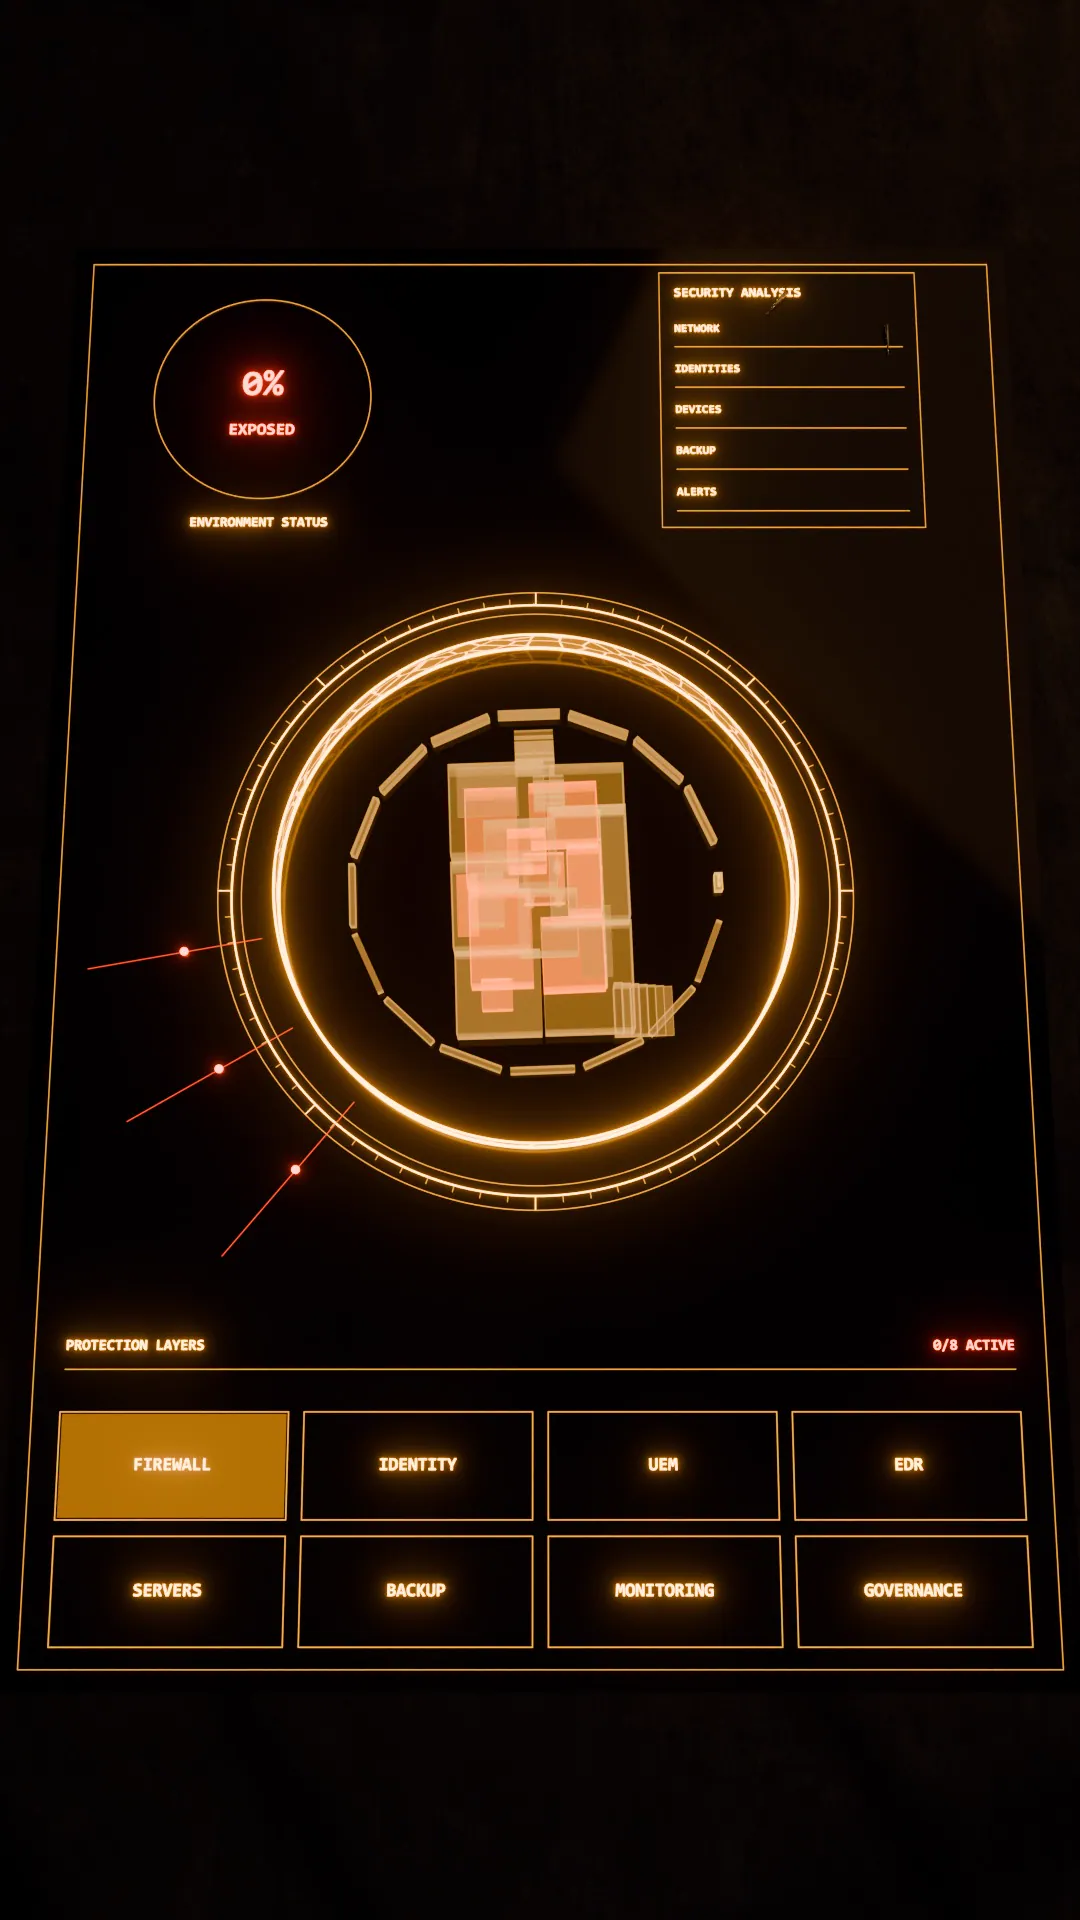 0%
EXPOSED
ENVIRONMENT STATUS
SECURITY ANALYSIS
NETWORK
IDENTITIES
DEVICES
BACKUP
ALERTS
PROTECTION LAYERS
0/8 ACTIVE
FIREWALL
IDENTITY
UEM
EDR
SERVERS
BACKUP
MONITORING
GOVERNANCE